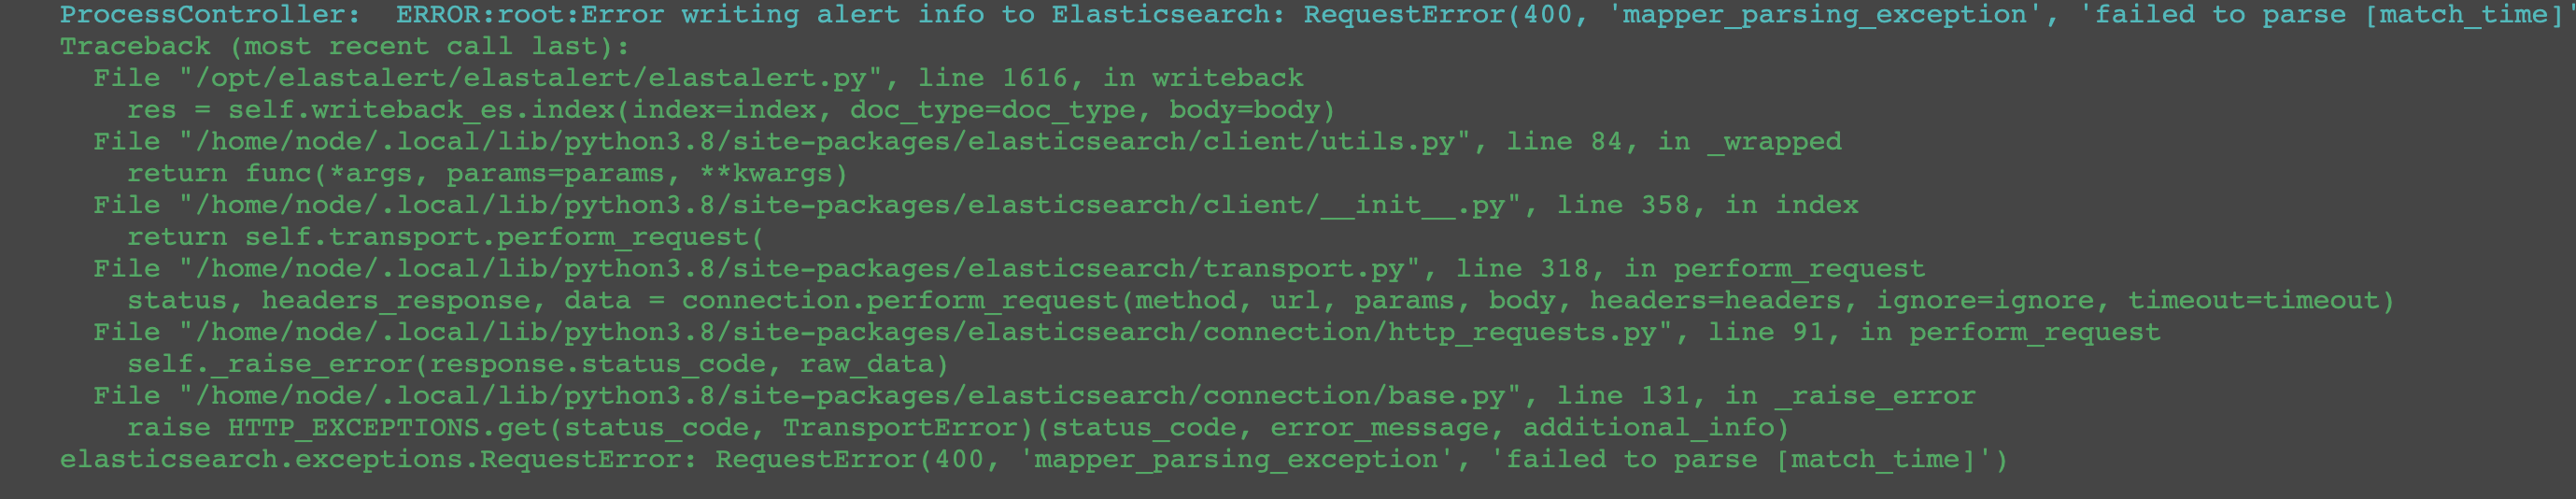 ProcessController:  ERROR:root:Error writing alert info to Elasticsearch: RequestError(400, 'mapper_parsing_exception', 'failed to parse [match_time]'
Traceback (most recent call last):
  File "/opt/elastalert/elastalert/elastalert.py", line 1616, in writeback
    res = self.writeback_es.index(index=index, doc_type=doc_type, body=body)
  File "/home/node/.local/lib/python3.8/site-packages/elasticsearch/client/utils.py", line 84, in _wrapped
    return func(*args, params=params, **kwargs)
  File "/home/node/.local/lib/python3.8/site-packages/elasticsearch/client/__init__.py", line 358, in index
    return self.transport.perform_request(
  File "/home/node/.local/lib/python3.8/site-packages/elasticsearch/transport.py", line 318, in perform_request
    status, headers_response, data = connection.perform_request(method, url, params, body, headers=headers, ignore=ignore, timeout=timeout)
  File "/home/node/.local/lib/python3.8/site-packages/elasticsearch/connection/http_requests.py", line 91, in perform_request
    self._raise_error(response.status_code, raw_data)
  File "/home/node/.local/lib/python3.8/site-packages/elasticsearch/connection/base.py", line 131, in _raise_error
    raise HTTP_EXCEPTIONS.get(status_code, TransportError)(status_code, error_message, additional_info)
elasticsearch.exceptions.RequestError: RequestError(400, 'mapper_parsing_exception', 'failed to parse [match_time]')